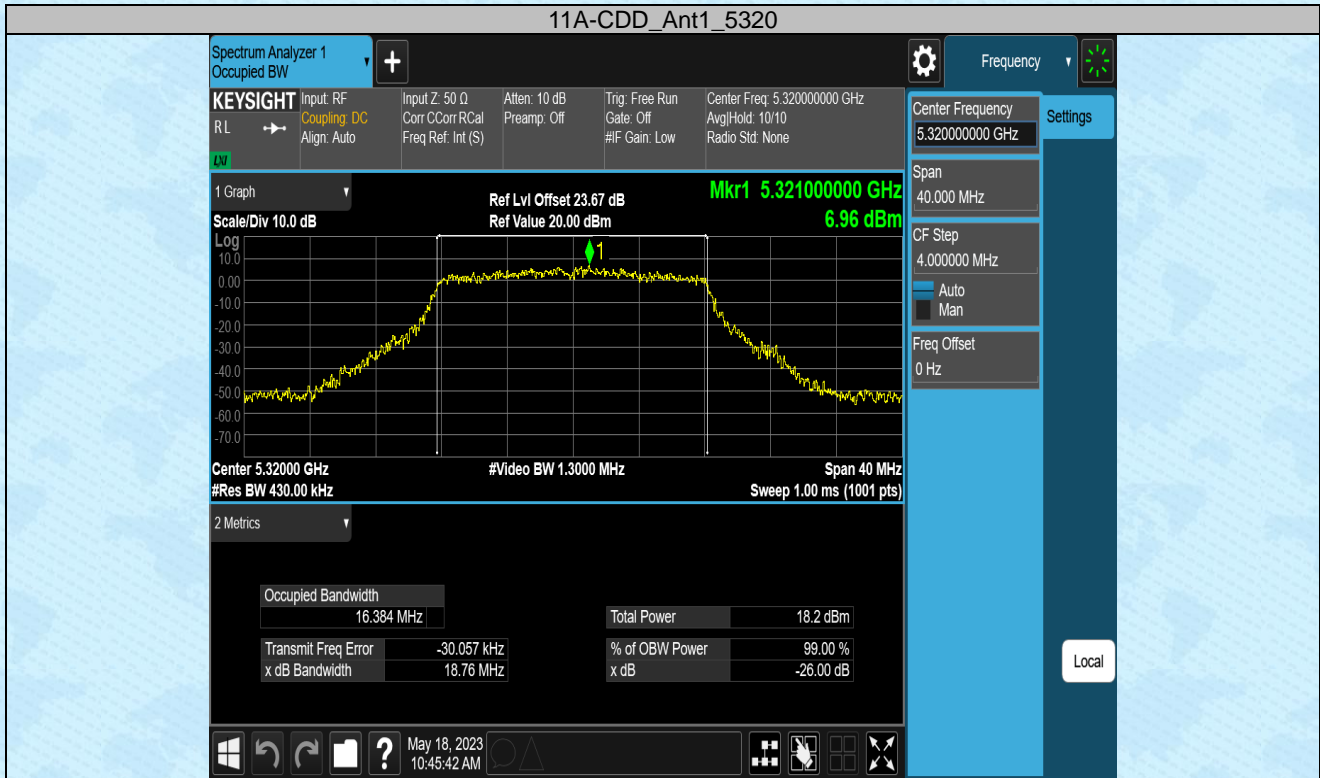 11A-CDD_Ant1_5320
Spectrum Analyzer 1
Occupied BW
+
Frequency
KEYSIGHT
R L
LXI
Input: RF
Coupling: DC
Align: Auto
Input Z: 50 Ω
Corr CCorr RCal
Freq Ref: Int (S)
Atten: 10 dB
Preamp: Off
Trig: Free Run
Gate: Off
#IF Gain: Low
Center Freq: 5.320000000 GHz
Avg|Hold: 10/10
Radio Std: None
Center Frequency
5.320000000 GHz
Settings
Span
40.000 MHz
CF Step
4.000000 MHz
Auto
Man
Freq Offset
0 Hz
Local
1 Graph
Scale/Div 10.0 dB
Ref Lvl Offset 23.67 dB
Ref Value 20.00 dBm
Mkr1 5.321000000 GHz
6.96 dBm
Log
1
10.0
0.00
-10.0
-20.0
-30.0
-40.0
-50.0
-60.0
-70.0
Center 5.32000 GHz
#Video BW 1.3000 MHz
Span 40 MHz
#Res BW 430.00 kHz
Sweep 1.00 ms (1001 pts)
2 Metrics
Occupied Bandwidth
16.384 MHz
Total Power 18.2 dBm
Transmit Freq Error -30.057 kHz
% of OBW Power 99.00 %
x dB Bandwidth 18.76 MHz
x dB -26.00 dB
?
May 18, 2023
10:45:42 AM